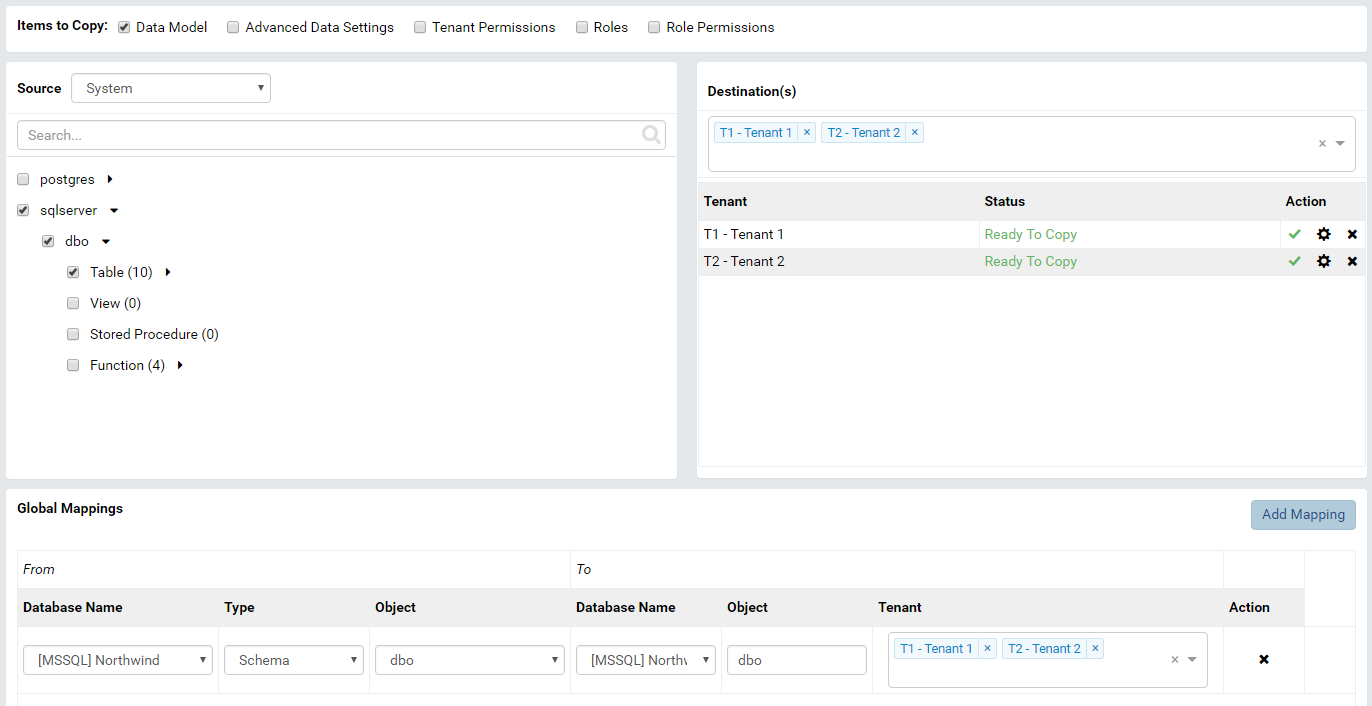 Items to Copy: Data Model Advanced Data Settings Tenant Permissions Roles Role Permissions
Source System
Search...
postgres
sqlserver
dbo
Table (10)
View (0)
Stored Procedure (0)
Function (4)
Destination(s)
T1 - Tenant 1 × T2 - Tenant 2 ×
×
Tenant Status Action
T1 - Tenant 1 Ready To Copy
T2 - Tenant 2 Ready To Copy
Global Mappings
Add Mapping
From To
Database Name Type Object Database Name Object Tenant Action
[MSSQL] Northwind Schema dbo [MSSQL] North dbo T1 - Tenant 1 × T2 - Tenant 2 × ×